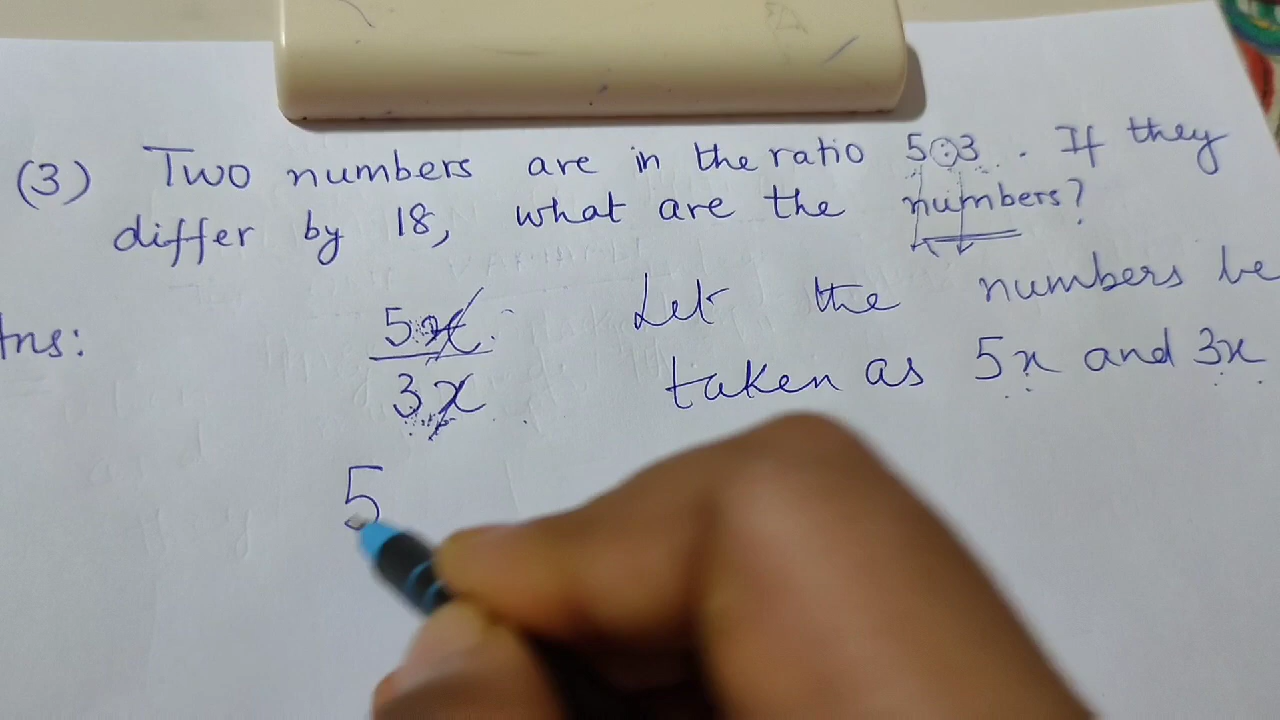 (3) Two numbers are in the ratio 5:3. If they
differ by 18, what are the numbers?
Ans:
5x
3x
Let the numbers be
taken as 5x and 3x
5